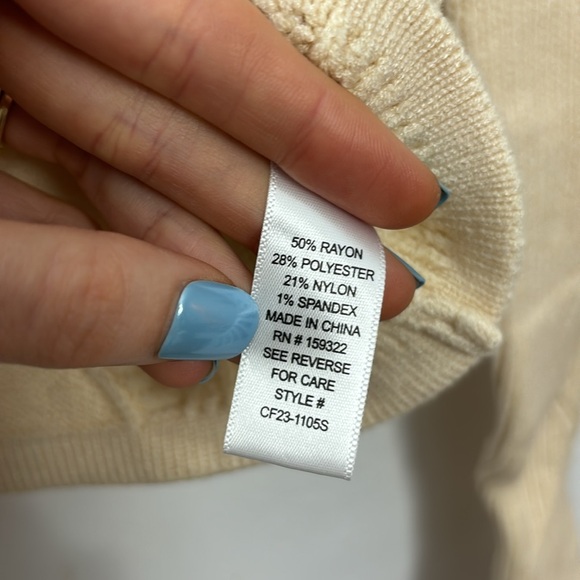 50% RAYON
28% POLYESTER
21% NYLON
1% SPANDEX
MADE IN CHINA
RN # 159322
SEE REVERSE
FOR CARE
STYLE #
CF23-1105S